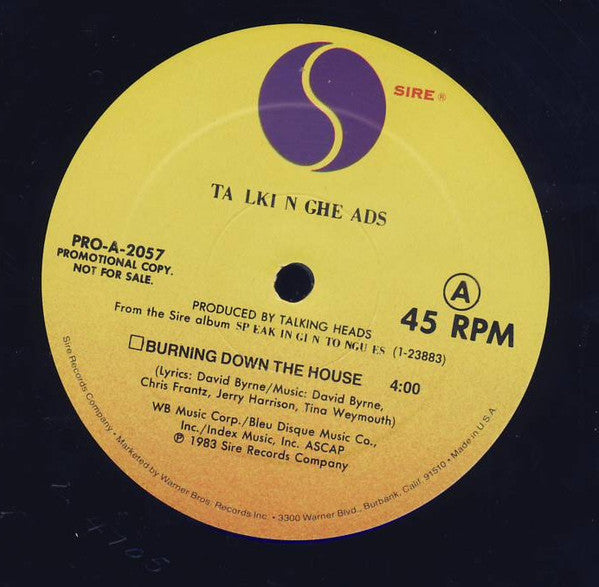 SIRE®
TA LKI N GHE ADS
PRO-A-2057
PROMOTIONAL COPY.
NOT FOR SALE.
A
45 RPM
PRODUCED BY TALKING HEADS
From the Sire album SP EAK IN GI N TO NGU ES (1-23883)
BURNING DOWN THE HOUSE 4:00
(Lyrics: David Byrne/Music: David Byrne,
Chris Frantz, Jerry Harrison, Tina Weymouth)
WB Music Corp./Bleu Disque Music Co.,
Inc./Index Music, Inc. ASCAP
℗ 1983 Sire Records Company
Sire Records Company • Marketed by Warner Bros. Records Inc. • 3300 Warner Blvd., Burbank, Calif. 91510 • Made in U.S.A.